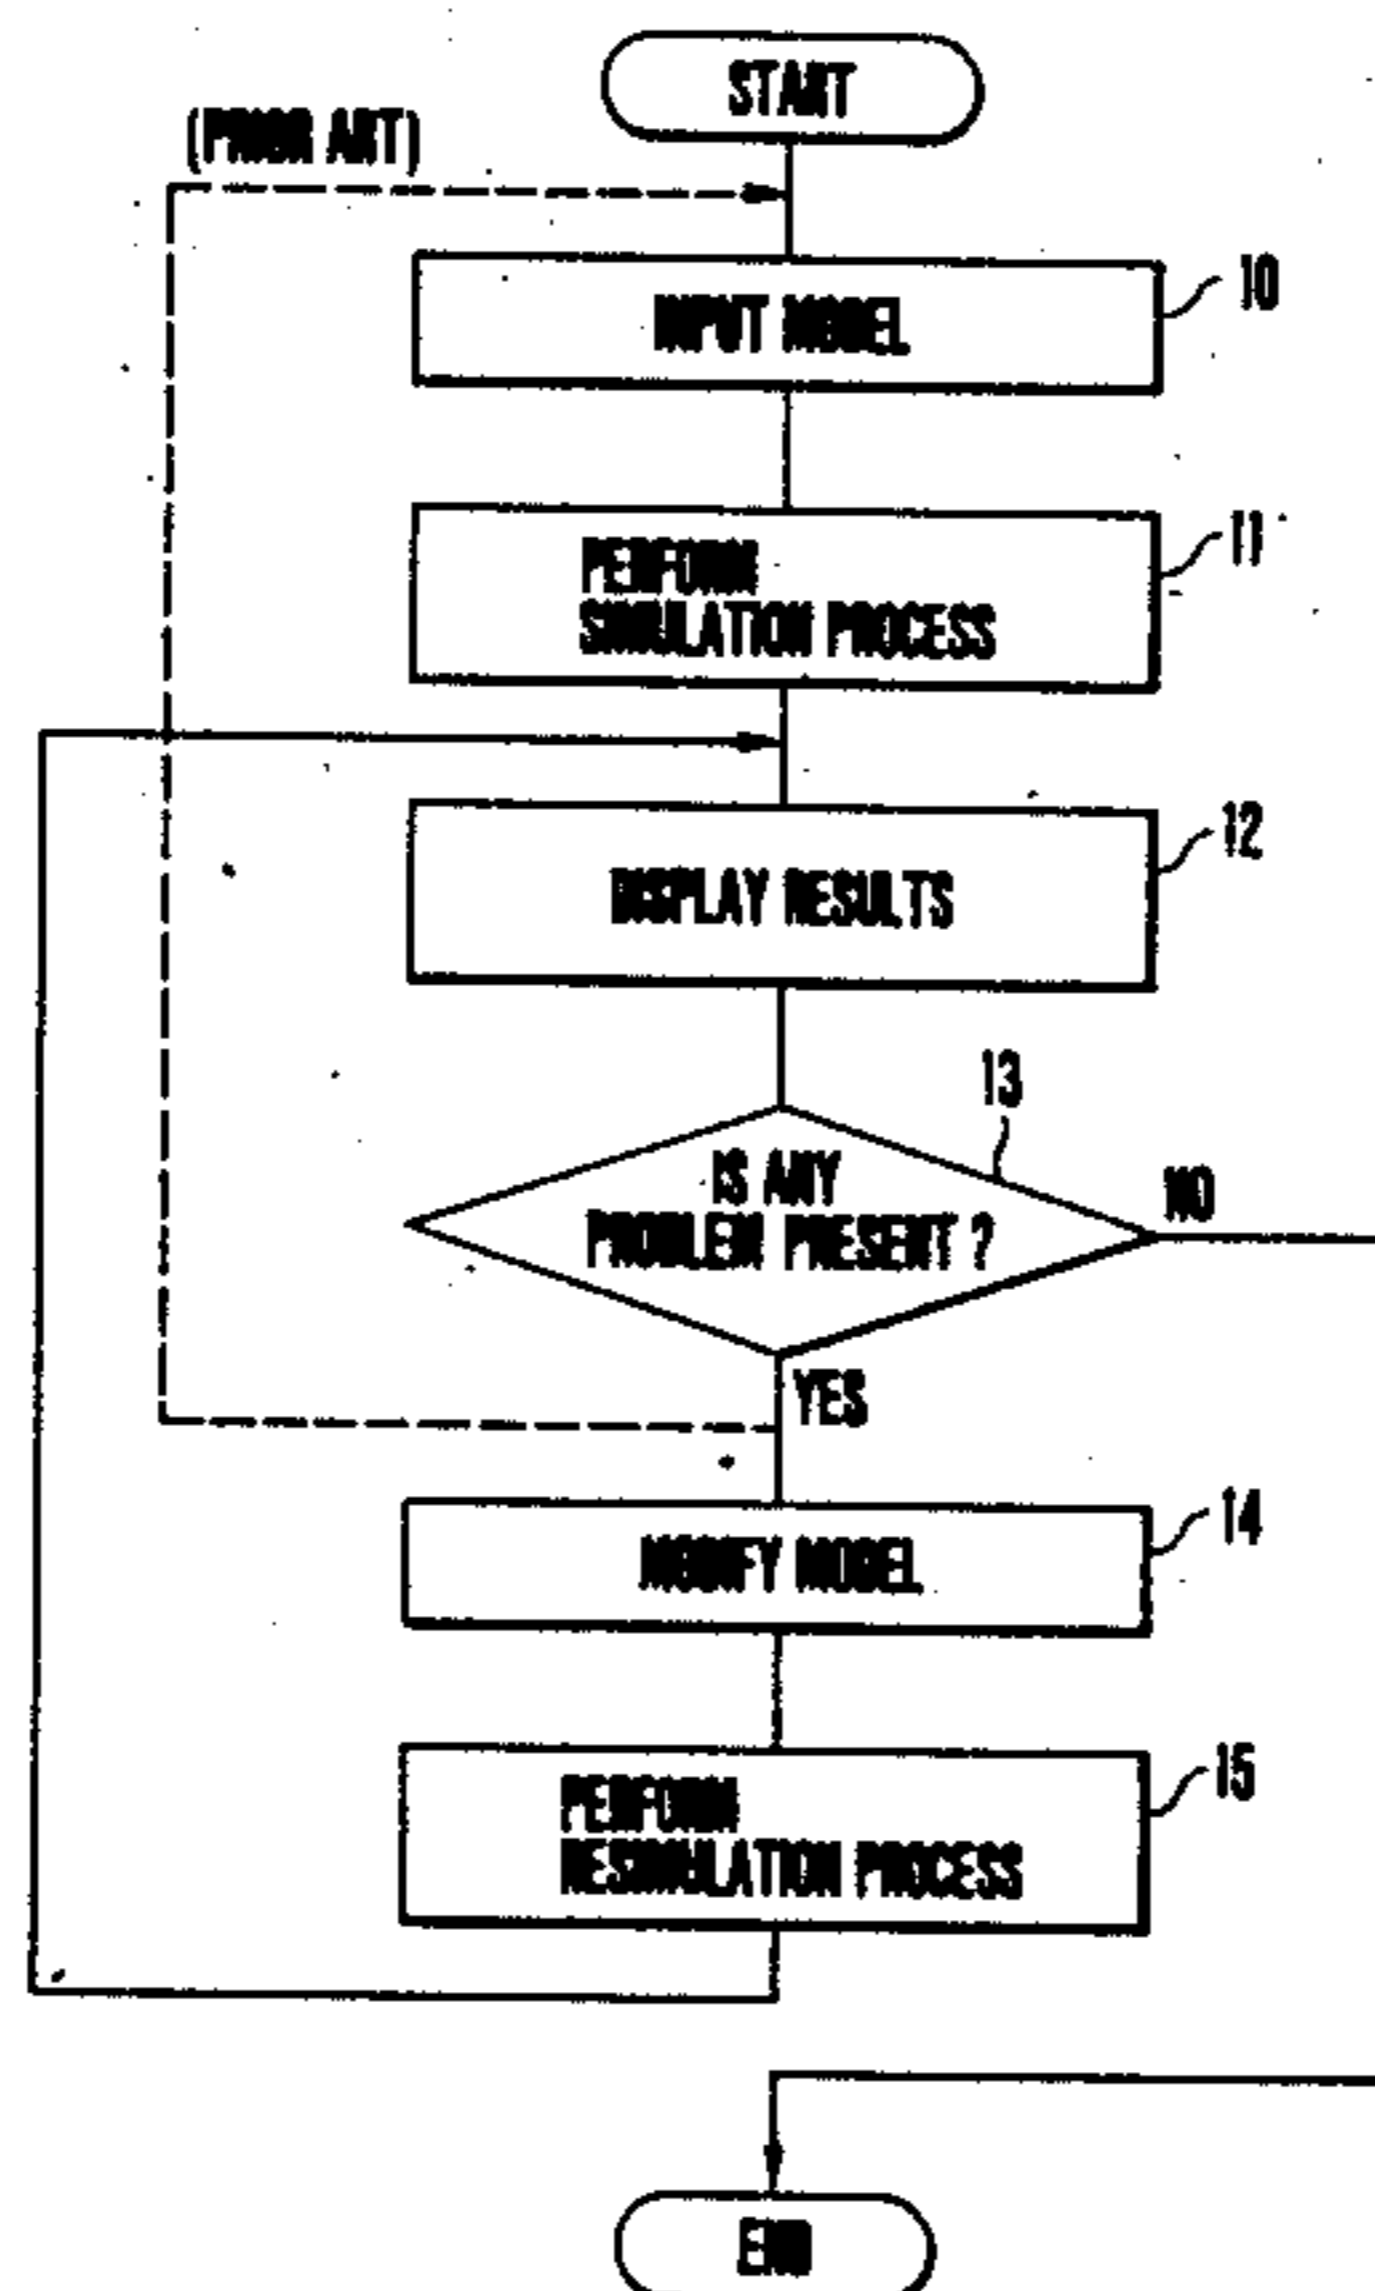 START
(PRIOR ART)
INPUT MODEL
10
PERFORM
SIMULATION PROCESS
11
DISPLAY RESULTS
12
13
IS ANY
PROBLEM PRESENT ?
NO
YES
MODIFY MODEL
14
PERFORM
RESIMULATION PROCESS
15
END